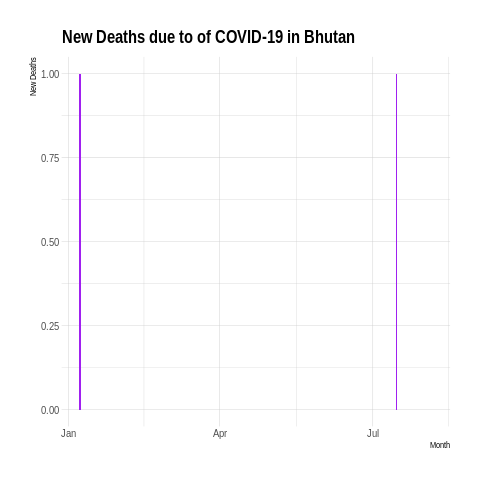 New Deaths due to of COVID-19 in Bhutan
New Deaths
1.00
0.75
0.50
0.25
0.00
Jan
Apr
Jul
Month